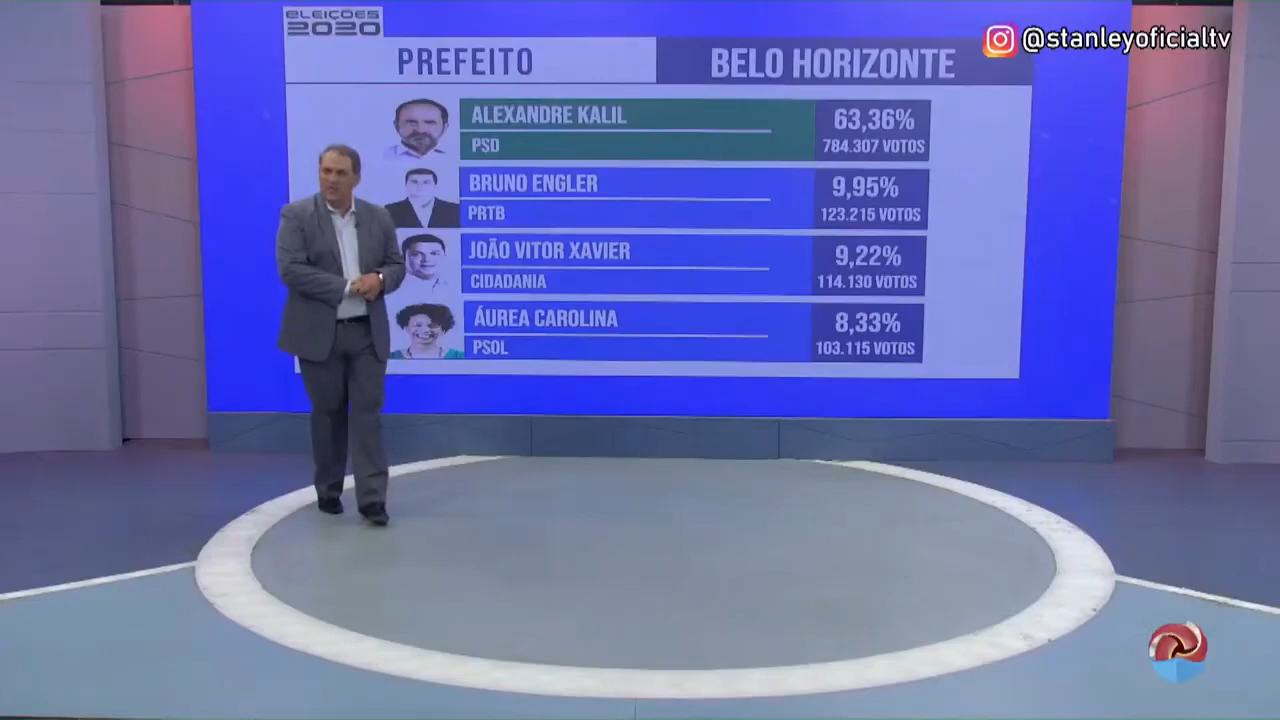 ELEIÇÕES
2020
@stanleyoficialtv
PREFEITO
BELO HORIZONTE
ALEXANDRE KALIL
PSD
63,36%
784.307 VOTOS
BRUNO ENGLER
PRTB
9,95%
123.215 VOTOS
JOÃO VITOR XAVIER
CIDADANIA
9,22%
114.130 VOTOS
ÁUREA CAROLINA
PSOL
8,33%
103.115 VOTOS